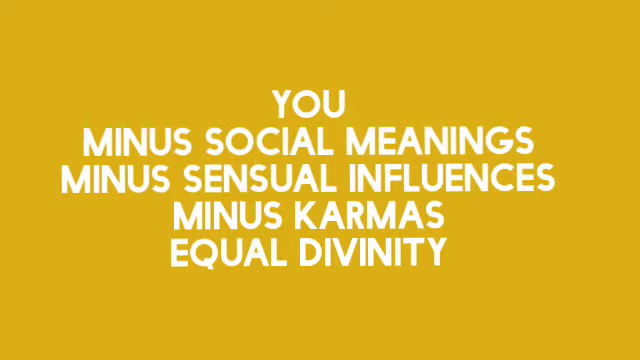 YOU
MINUS SOCIAL MEANINGS
MINUS SENSUAL INFLUENCES
MINUS KARMAS
EQUAL DIVINITY